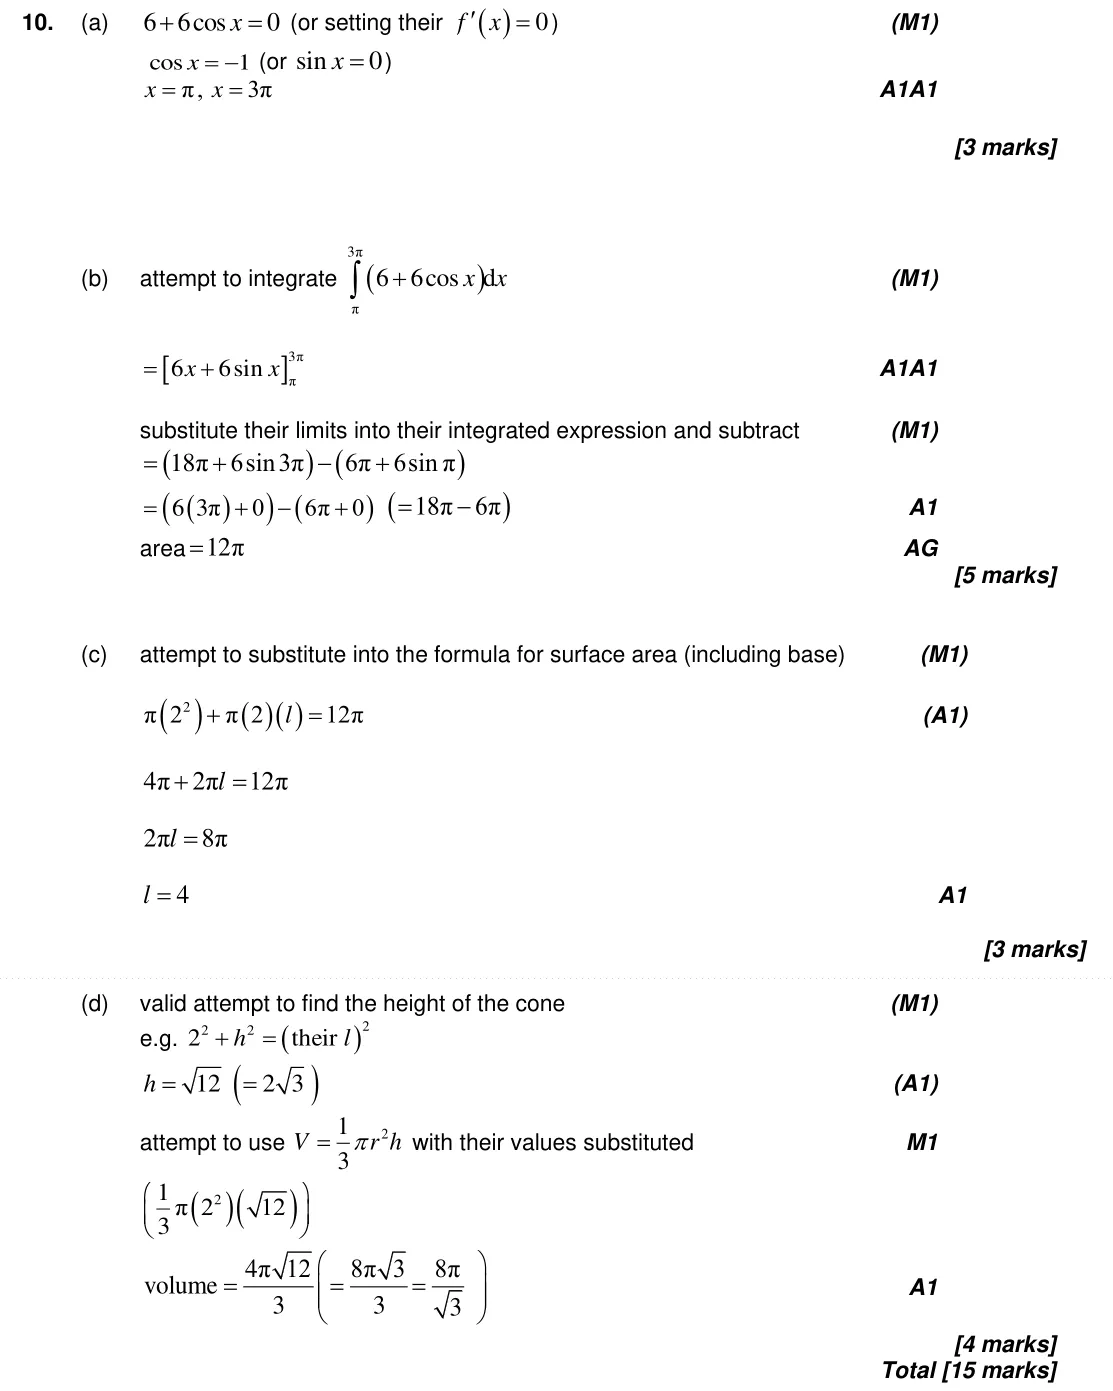 10. (a) 6+6cos x = 0 (or setting their f′(x) = 0) (M1)
cos x = −1 (or sin x = 0)
x = π, x = 3π A1A1
[3 marks]
(b) attempt to integrate ∫_π^3π (6+6cos x)dx (M1)
= [6x+6sin x]_π^3π A1A1
substitute their limits into their integrated expression and subtract (M1)
= (18π+6sin 3π)−(6π+6sin π)
= (6(3π)+0)−(6π+0) (=18π−6π) A1
area = 12π AG
[5 marks]
(c) attempt to substitute into the formula for surface area (including base) (M1)
π(2²)+π(2)(l) = 12π (A1)
4π+2πl = 12π
2πl = 8π
l = 4 A1
[3 marks]
(d) valid attempt to find the height of the cone (M1)
e.g. 2²+h² = (their l)²
h = √12 (= 2√3) (A1)
attempt to use V = 1/3 πr²h with their values substituted M1
(1/3 π(2²)(√12))
volume = 4π√12/3 (= 8π√3/3 = 8π/√3) A1
[4 marks]
Total [15 marks]